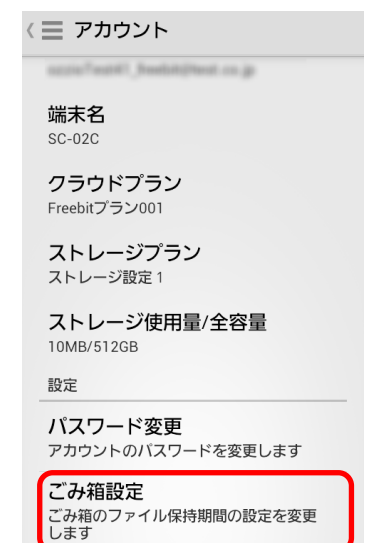 アカウント
端末名
SC-02C
クラウドプラン
Freebitプラン001
ストレージプラン
ストレージ設定 1
ストレージ使用量/全容量
10MB/512GB
設定
パスワード変更
アカウントのパスワードを変更します
ごみ箱設定
ごみ箱のファイル保持期間の設定を変更
します